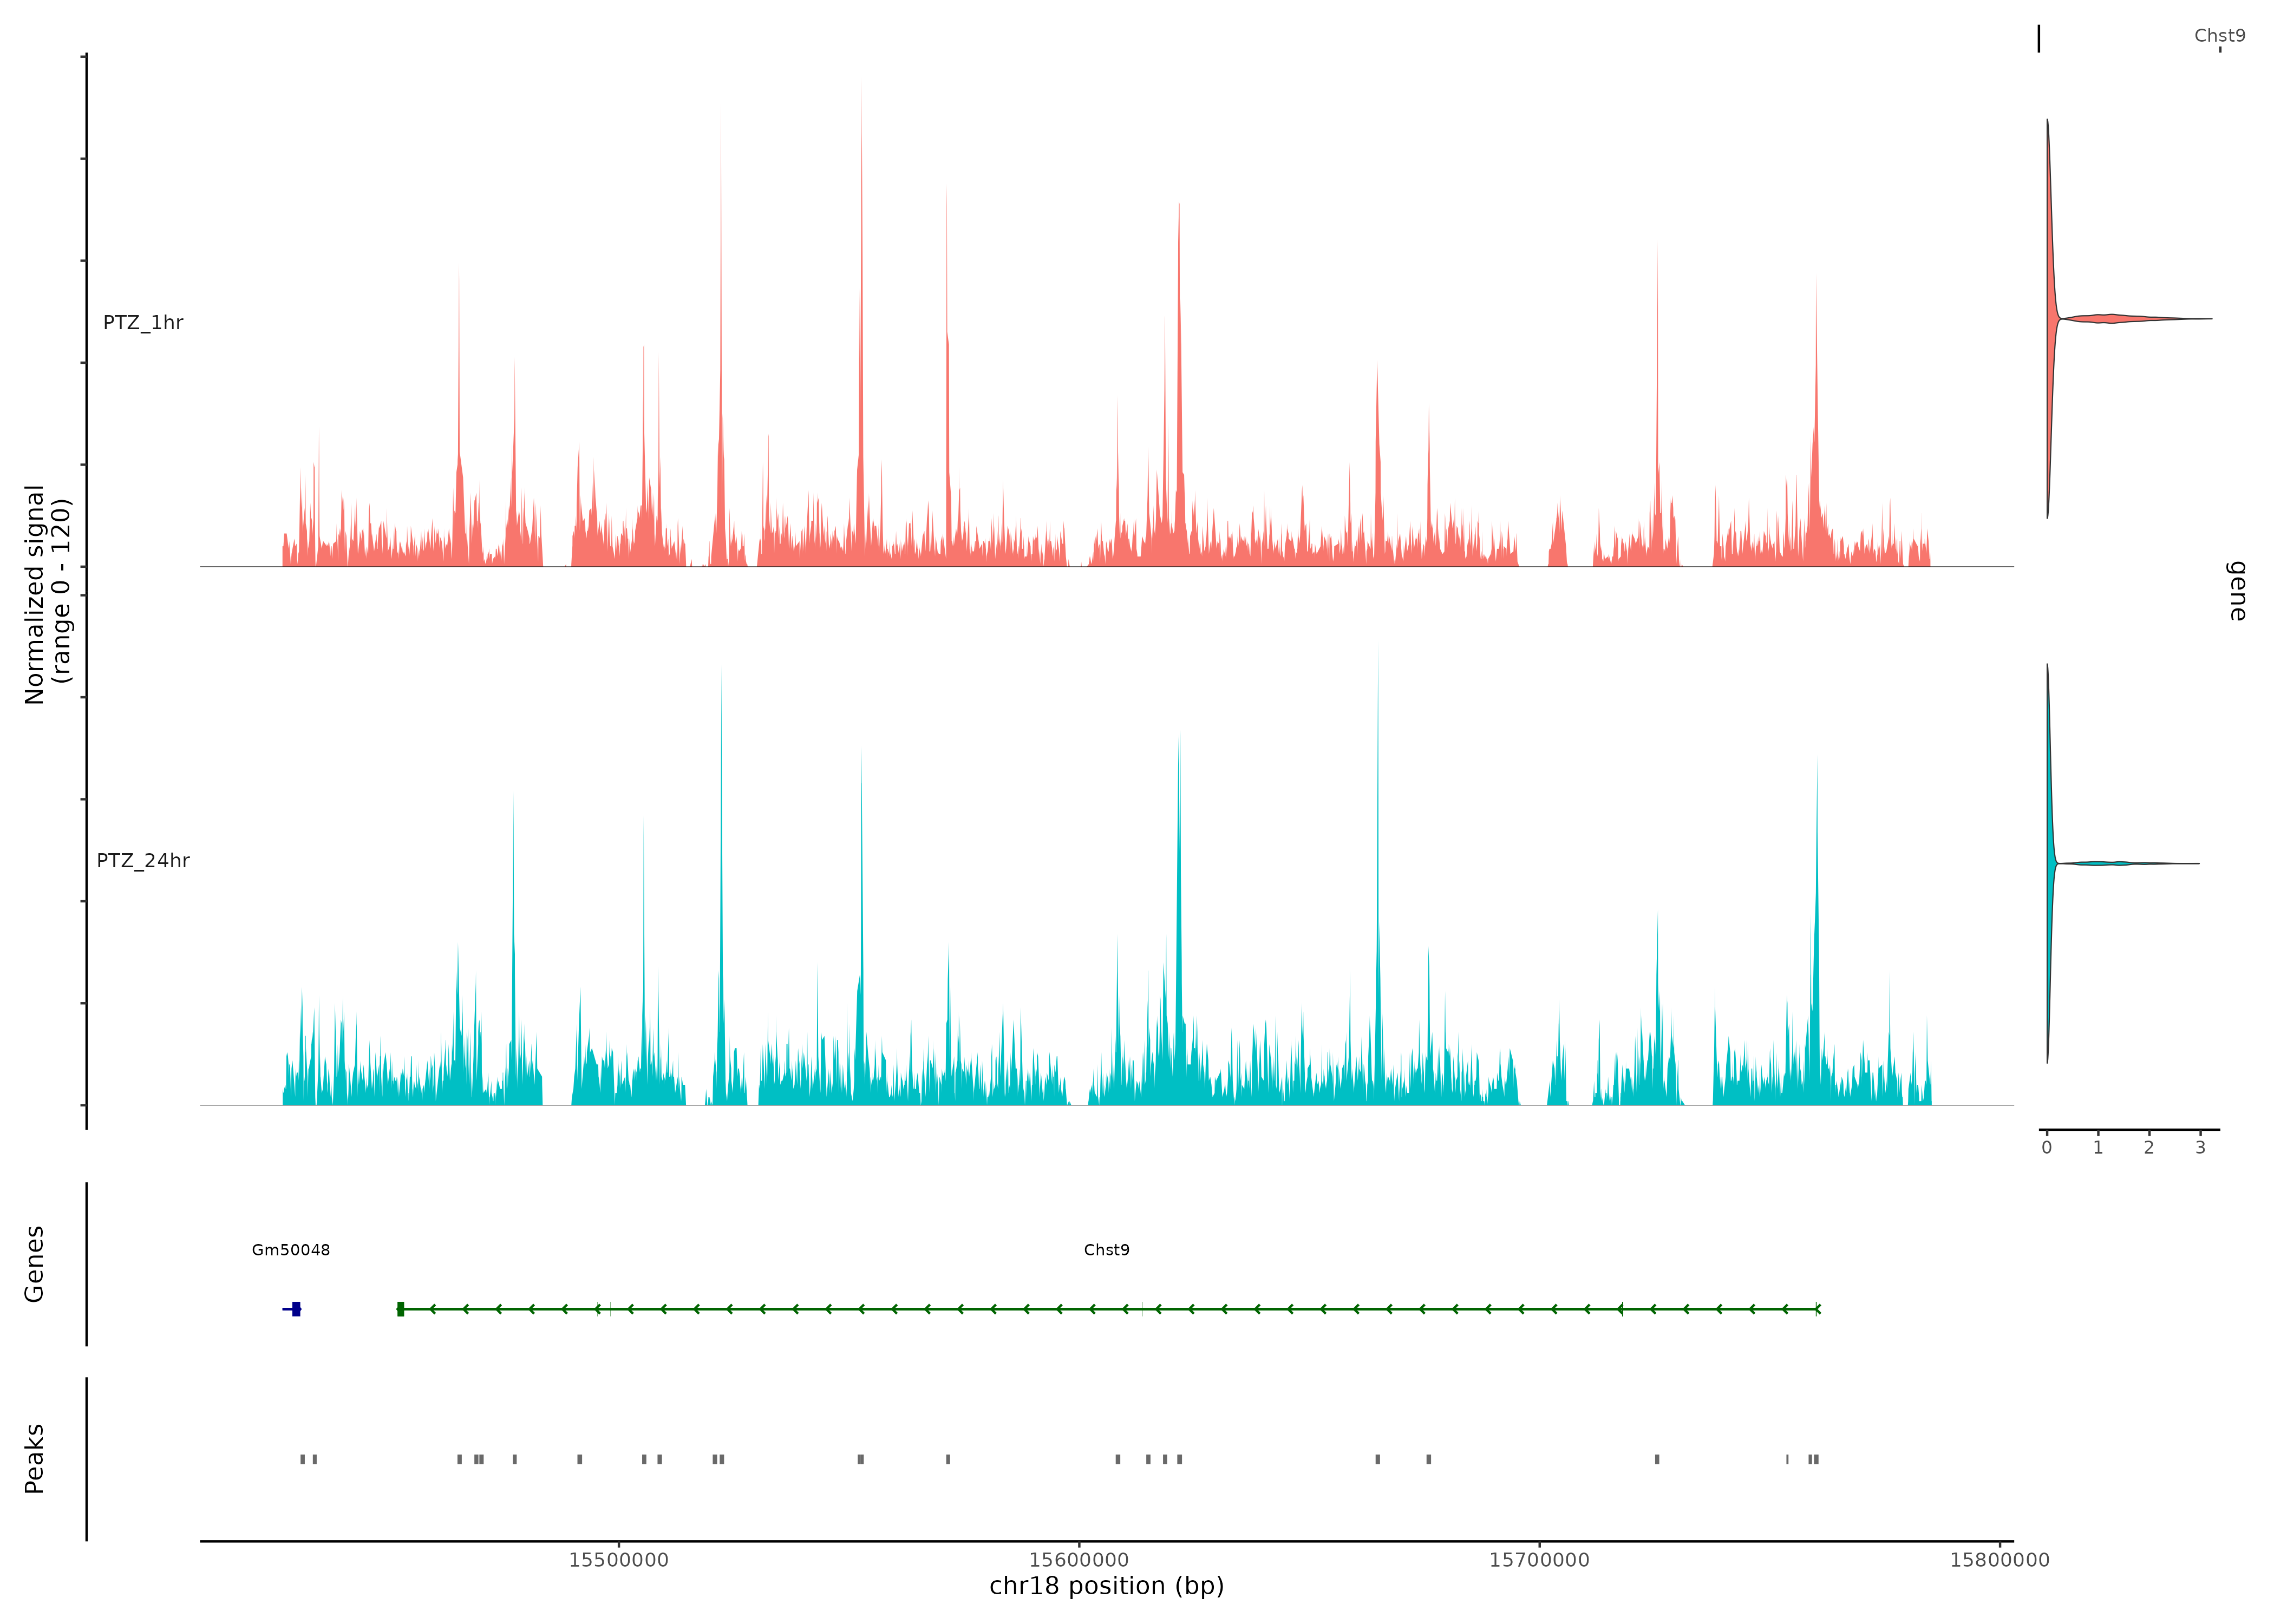 Chst9
Normalized signal
(range 0 - 120)
PTZ_1hr
PTZ_24hr
gene
0 1 2 3
Genes
Gm50048
Chst9
Peaks
15500000 15600000 15700000 15800000
chr18 position (bp)